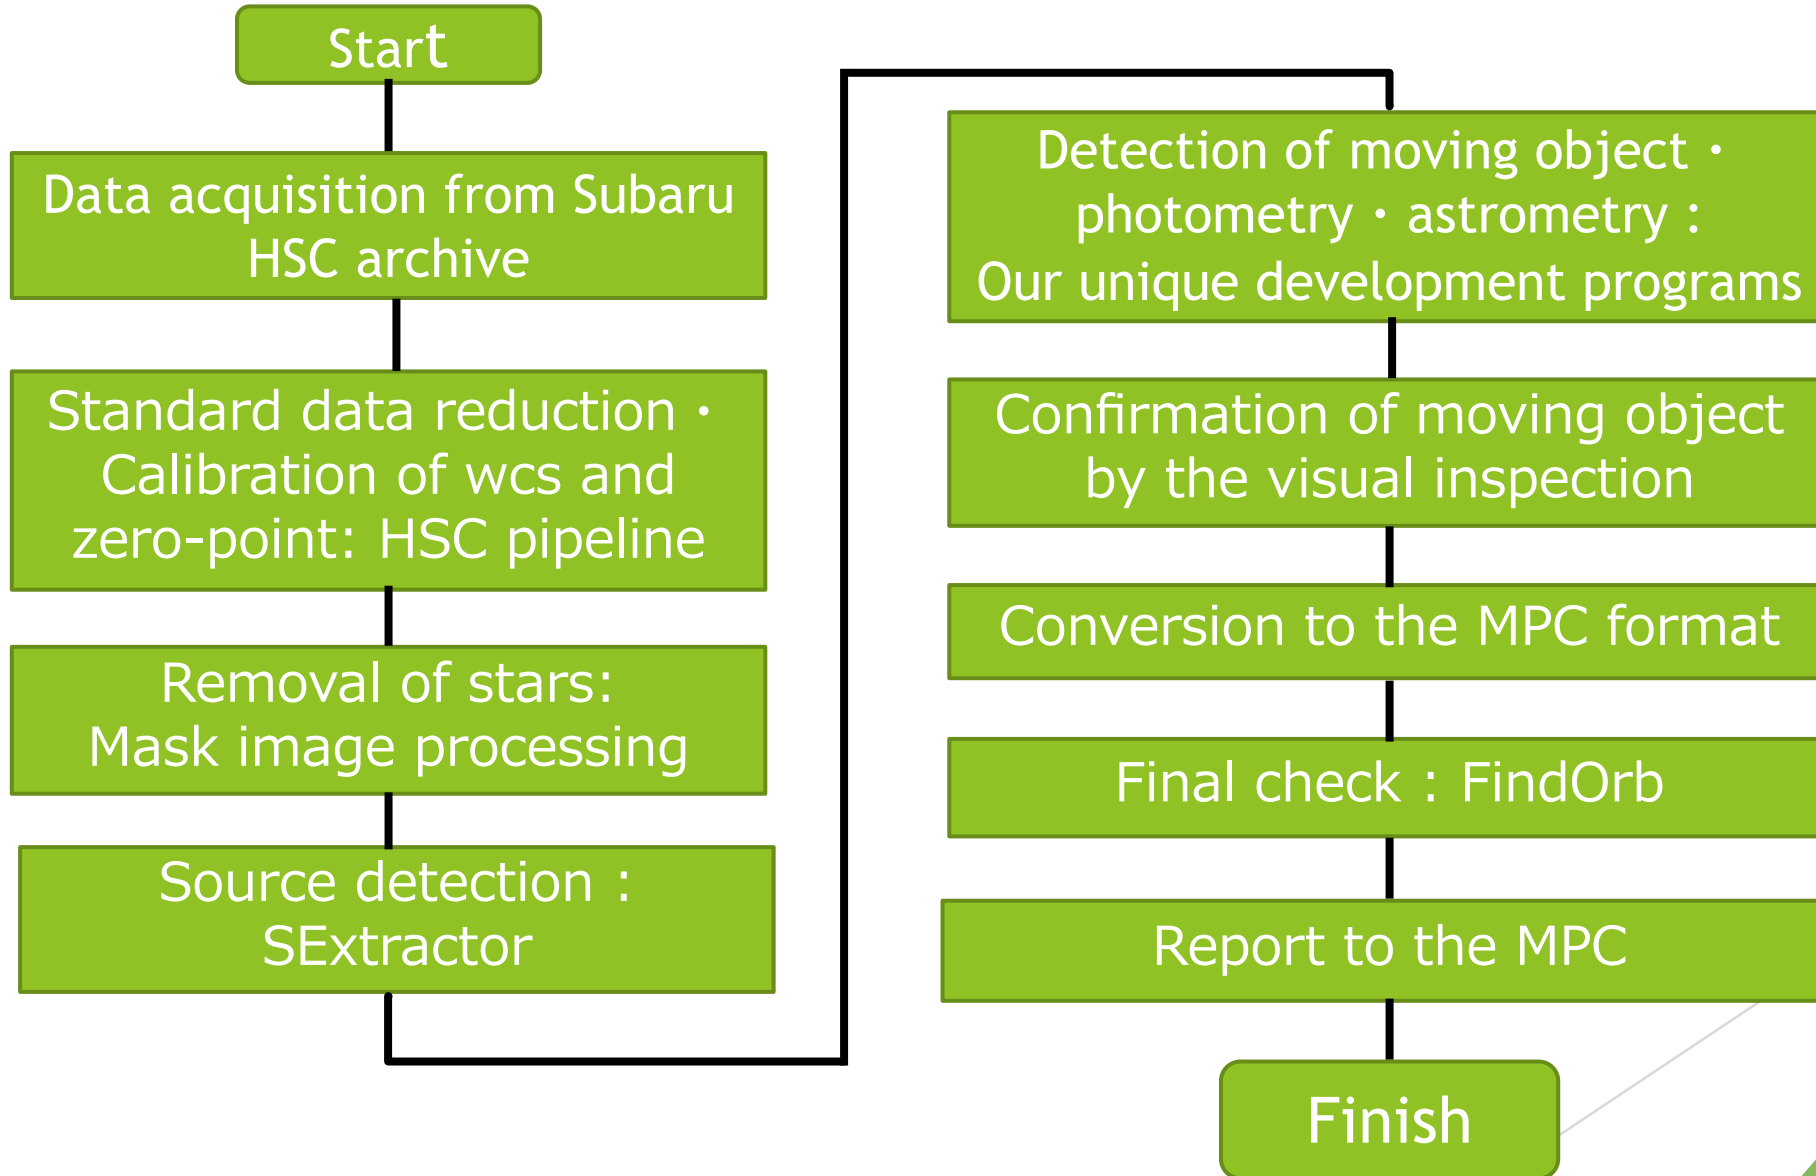 Start
Data acquisition from Subaru
HSC archive
Standard data reduction・
Calibration of wcs and
zero-point: HSC pipeline
Removal of stars:
Mask image processing
Source detection :
SExtractor
Detection of moving object・
photometry・astrometry :
Our unique development programs
Confirmation of moving object
by the visual inspection
Conversion to the MPC format
Final check : FindOrb
Report to the MPC
Finish